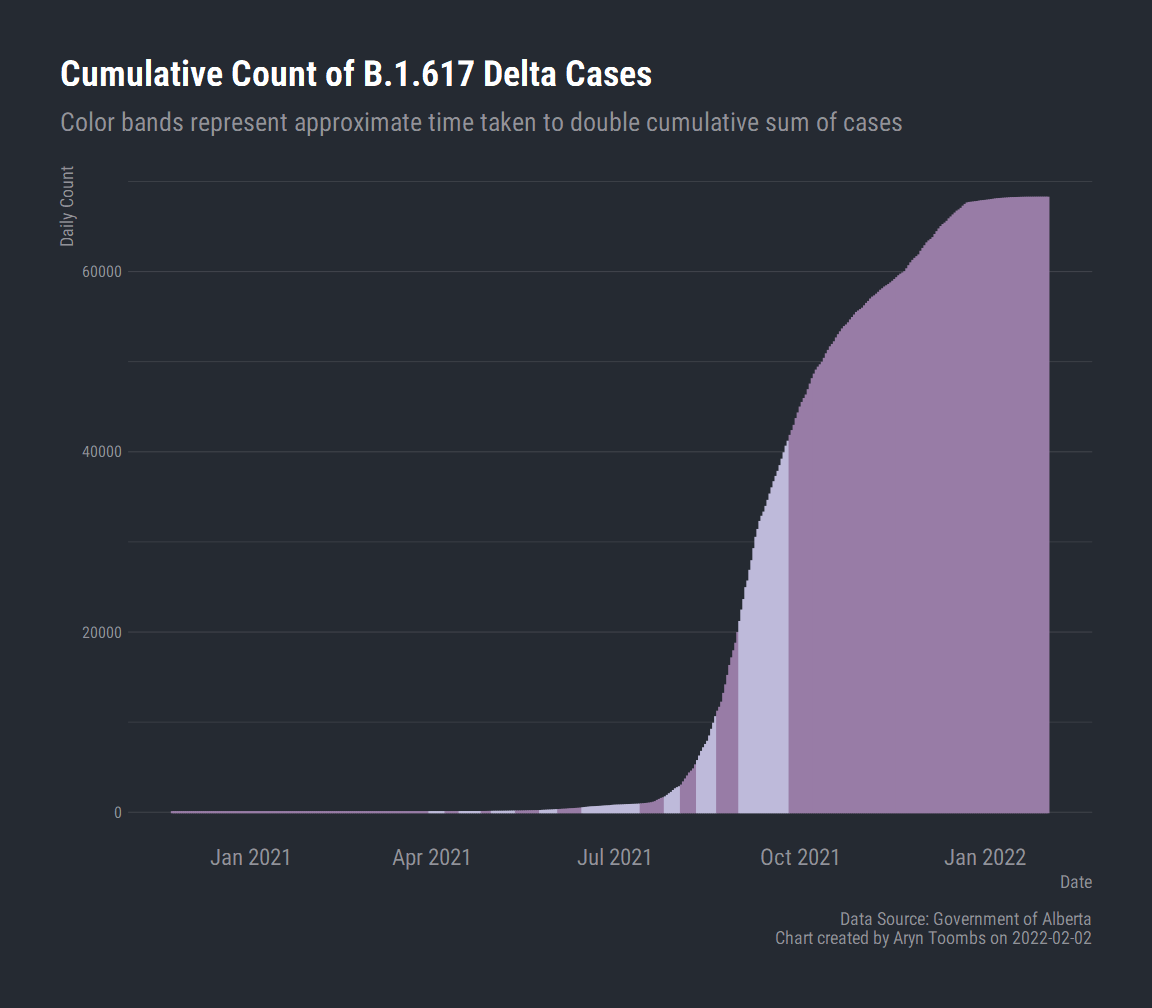 Cumulative Count of B.1.617 Delta Cases
Color bands represent approximate time taken to double cumulative sum of cases
Daily Count
60000
40000
20000
0
Jan 2021
Apr 2021
Jul 2021
Oct 2021
Jan 2022
Date
Data Source: Government of Alberta
Chart created by Aryn Toombs on 2022-02-02